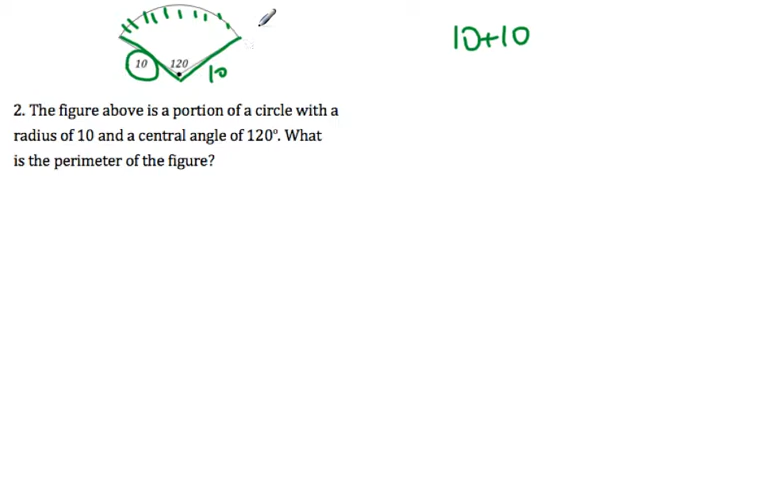 10+10
10 120 10
2. The figure above is a portion of a circle with a
radius of 10 and a central angle of 120°. What
is the perimeter of the figure?